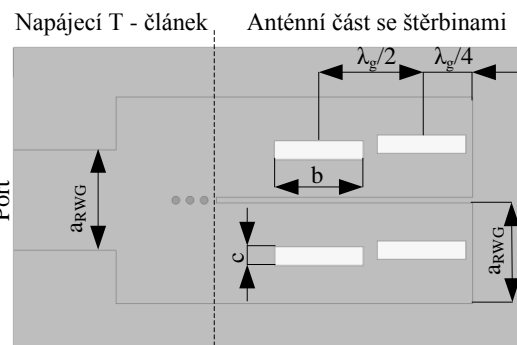 Napájecí T - článek
Anténní část se štěrbinami
λg/2
λg/4
Port
aRWG
b
c
aRWG